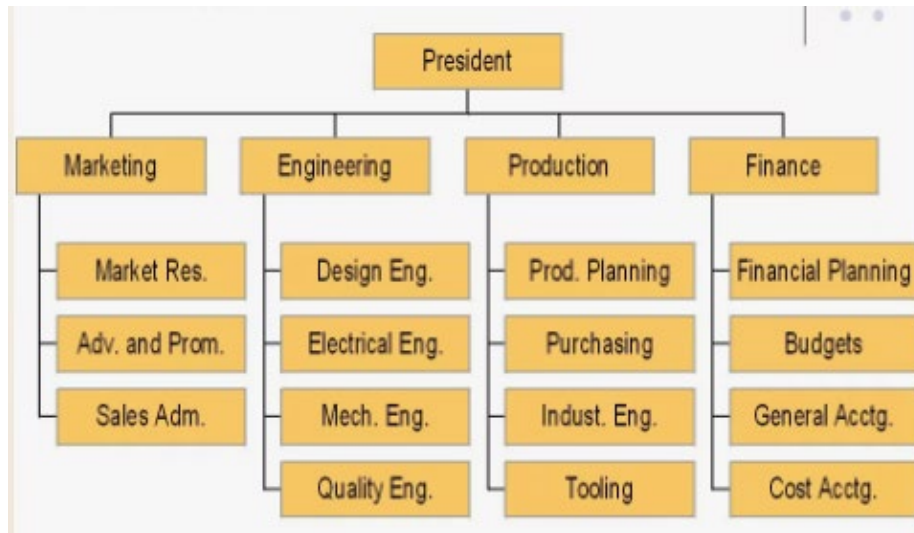 President
Marketing
Engineering
Production
Finance
Market Res.
Design Eng.
Prod. Planning
Financial Planning
Adv. and Prom.
Electrical Eng.
Purchasing
Budgets
Sales Adm.
Mech. Eng.
Indust. Eng.
General Acctg.
Quality Eng.
Tooling
Cost Acctg.